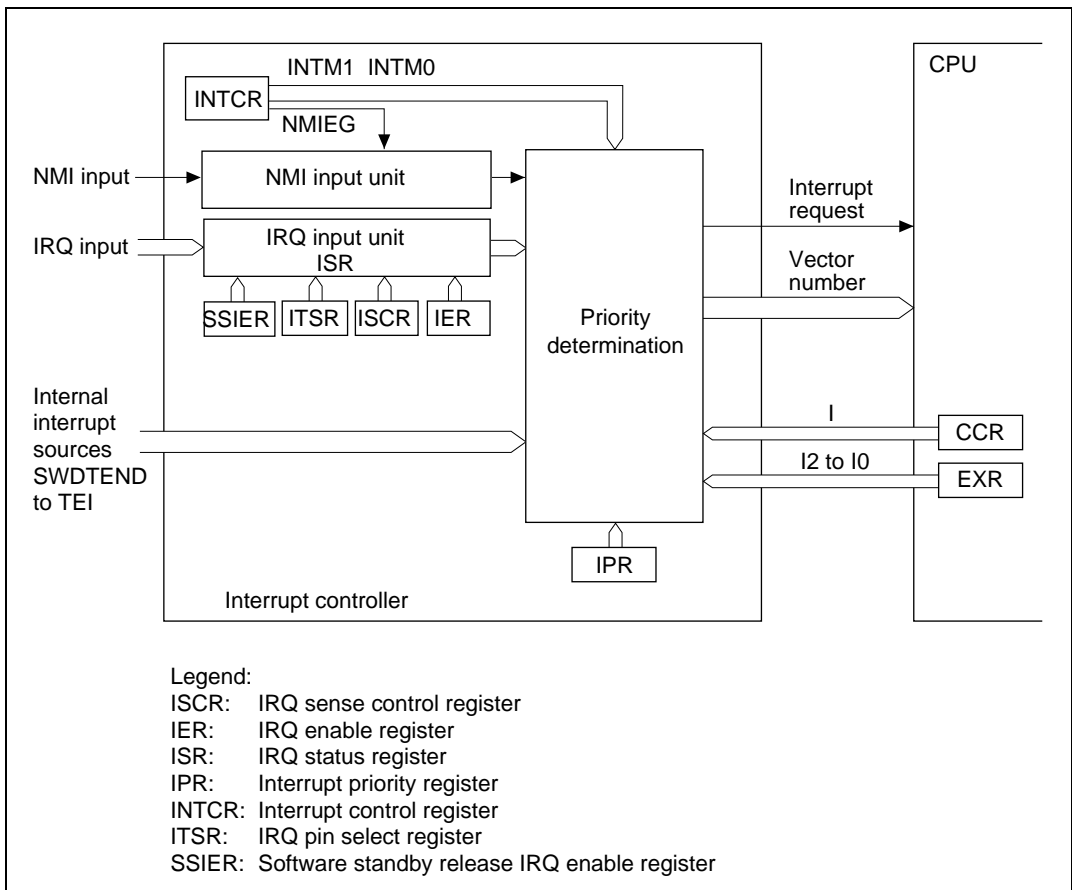 INTM1 INTM0
CPU
INTCR
NMIEG
NMI input
NMI input unit
Interrupt
request
IRQ input
IRQ input unit
ISR
Vector
number
SSIER
ITSR
ISCR
IER
Priority
determination
Internal
interrupt
sources
SWDTEND
to TEI
I
CCR
I2 to I0
EXR
IPR
Interrupt controller
Legend:
ISCR: IRQ sense control register
IER: IRQ enable register
ISR: IRQ status register
IPR: Interrupt priority register
INTCR: Interrupt control register
ITSR: IRQ pin select register
SSIER: Software standby release IRQ enable register